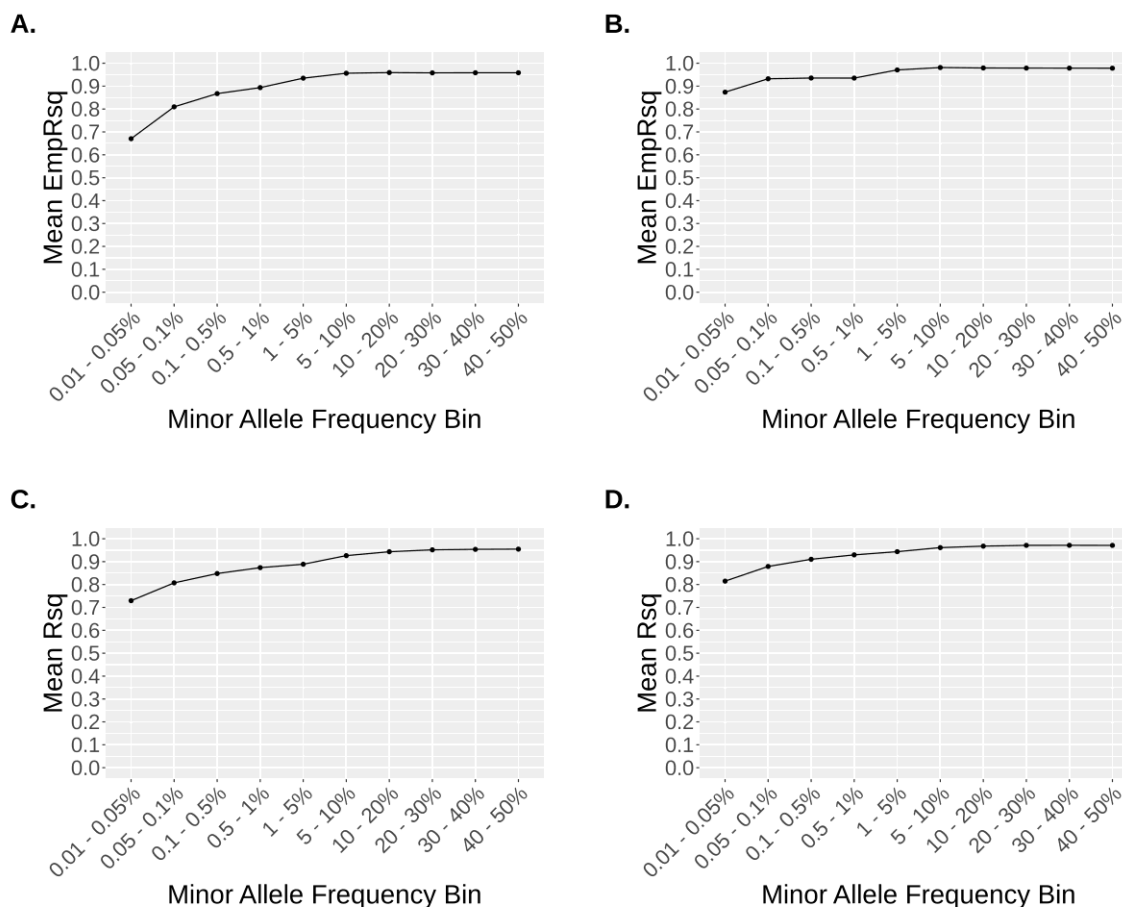 A.
Mean EmpRsq
1.0
0.9
0.8
0.7
0.6
0.5
0.4
0.3
0.2
0.1
0.0
0.01 - 0.05%
0.05 - 0.1%
0.1 - 0.5%
0.5 - 1%
1 - 5%
5 - 10%
10 - 20%
20 - 30%
30 - 40%
40 - 50%
Minor Allele Frequency Bin
B.
Mean EmpRsq
1.0
0.9
0.8
0.7
0.6
0.5
0.4
0.3
0.2
0.1
0.0
0.01 - 0.05%
0.05 - 0.1%
0.1 - 0.5%
0.5 - 1%
1 - 5%
5 - 10%
10 - 20%
20 - 30%
30 - 40%
40 - 50%
Minor Allele Frequency Bin
C.
Mean Rsq
1.0
0.9
0.8
0.7
0.6
0.5
0.4
0.3
0.2
0.1
0.0
0.01 - 0.05%
0.05 - 0.1%
0.1 - 0.5%
0.5 - 1%
1 - 5%
5 - 10%
10 - 20%
20 - 30%
30 - 40%
40 - 50%
Minor Allele Frequency Bin
D.
Mean Rsq
1.0
0.9
0.8
0.7
0.6
0.5
0.4
0.3
0.2
0.1
0.0
0.01 - 0.05%
0.05 - 0.1%
0.1 - 0.5%
0.5 - 1%
1 - 5%
5 - 10%
10 - 20%
20 - 30%
30 - 40%
40 - 50%
Minor Allele Frequency Bin